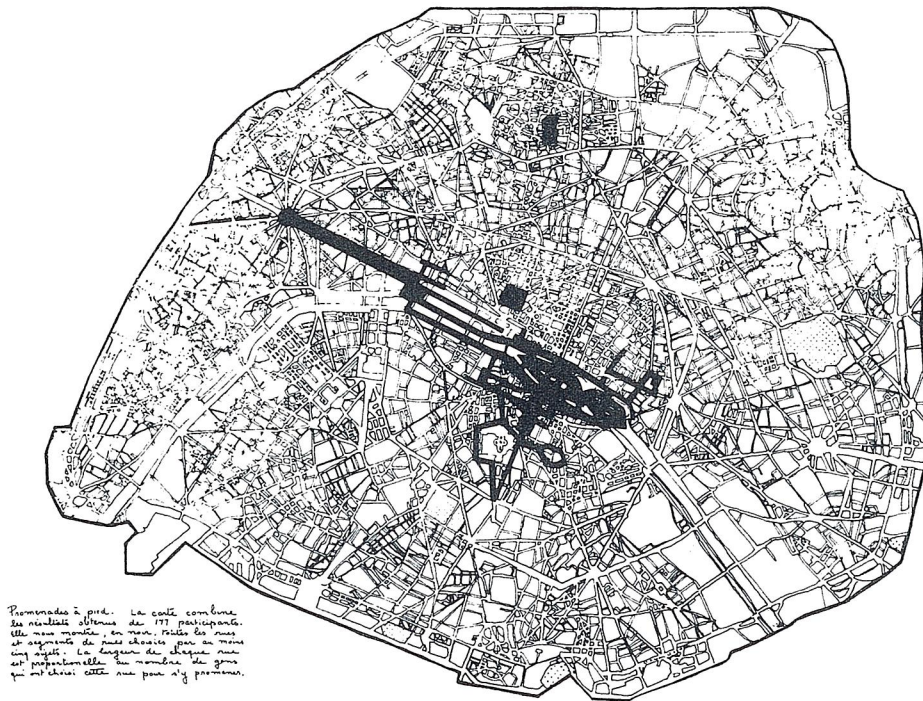 Promenades à pied. La carte combine
les résultats obtenus de 177 participants.
Elle nous montre, en noir, toutes les rues
et segments de rues choisies par au moins
cinq sujets. La largeur de chaque rue
est proportionnelle au nombre de gens
qui ont choisi cette rue pour s'y promener.